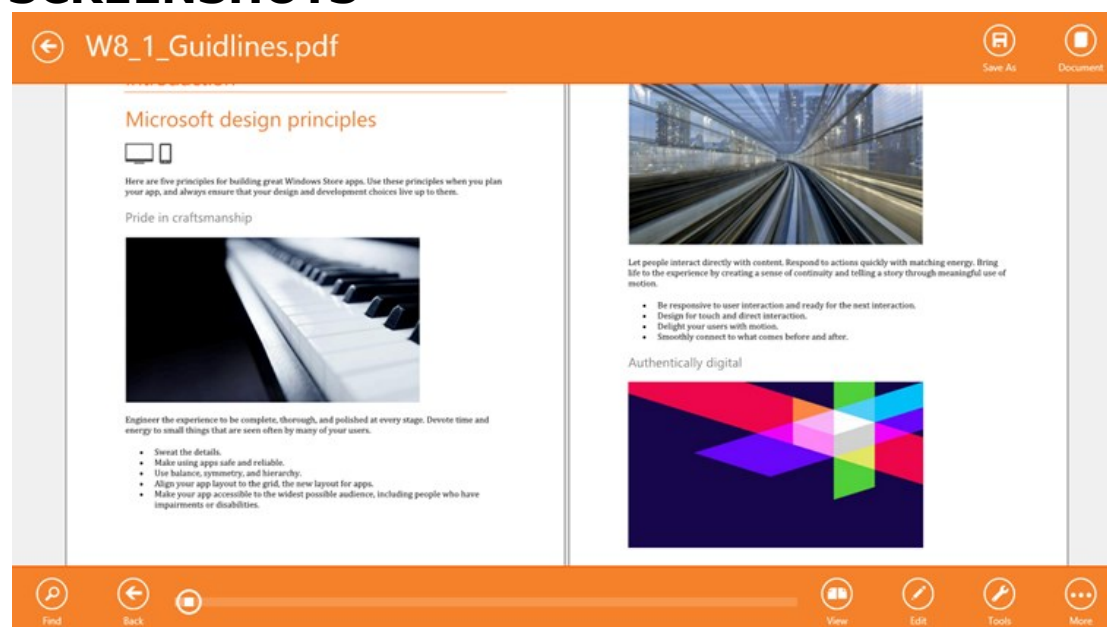 SCREENSHOTS
W8_1_Guidlines.pdf
Save As
Document
Introduction
Microsoft design principles
Here are five principles for building great Windows Store apps. Use these principles when you plan
your app, and always ensure that your design and development choices live up to them.
Pride in craftsmanship
Engineer the experience to be complete, thorough, and polished at every stage. Devote time and
energy to small things that are seen often by many of your users.
• Sweat the details.
• Make using apps safe and reliable.
• Use balance, symmetry, and hierarchy.
• Align your app layout to the grid, the new layout for apps.
• Make your app accessible to the widest possible audience, including people who have
impairments or disabilities.
Let people interact directly with content. Respond to actions quickly with matching energy. Bring
life to the experience by creating a sense of continuity and telling a story through meaningful use of
motion.
• Be responsive to user interaction and ready for the next interaction.
• Design for touch and direct interaction.
• Delight your users with motion.
• Smoothly connect to what comes before and after.
Authentically digital
Find
Back
View
Edit
Tools
More